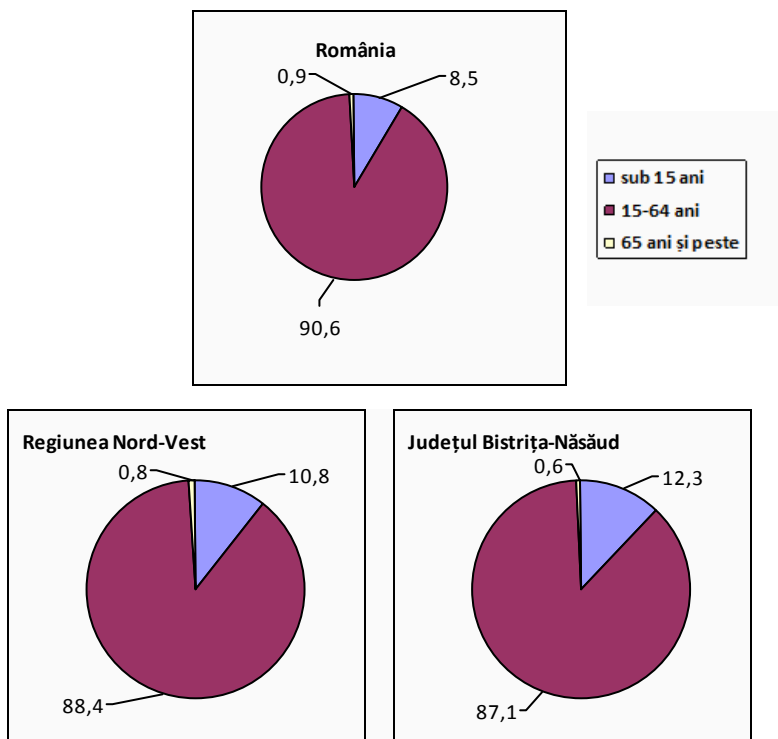 România
0,9
8,5
90,6
sub 15 ani
15-64 ani
65 ani și peste
Regiunea Nord-Vest
0,8
10,8
88,4
Județul Bistrița-Năsăud
0,6
12,3
87,1